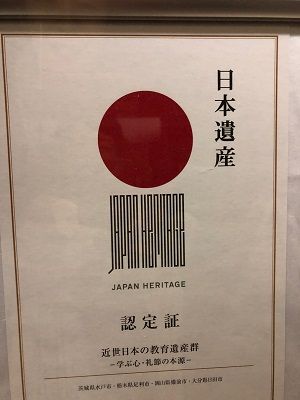 日本遺産
JAPAN HERITAGE
JAPAN HERITAGE
認定証
近世日本の教育遺産群
－学ぶ心・礼節の本源－
茨城県水戸市・栃木県足利市・岡山県備前市・大分県日田市